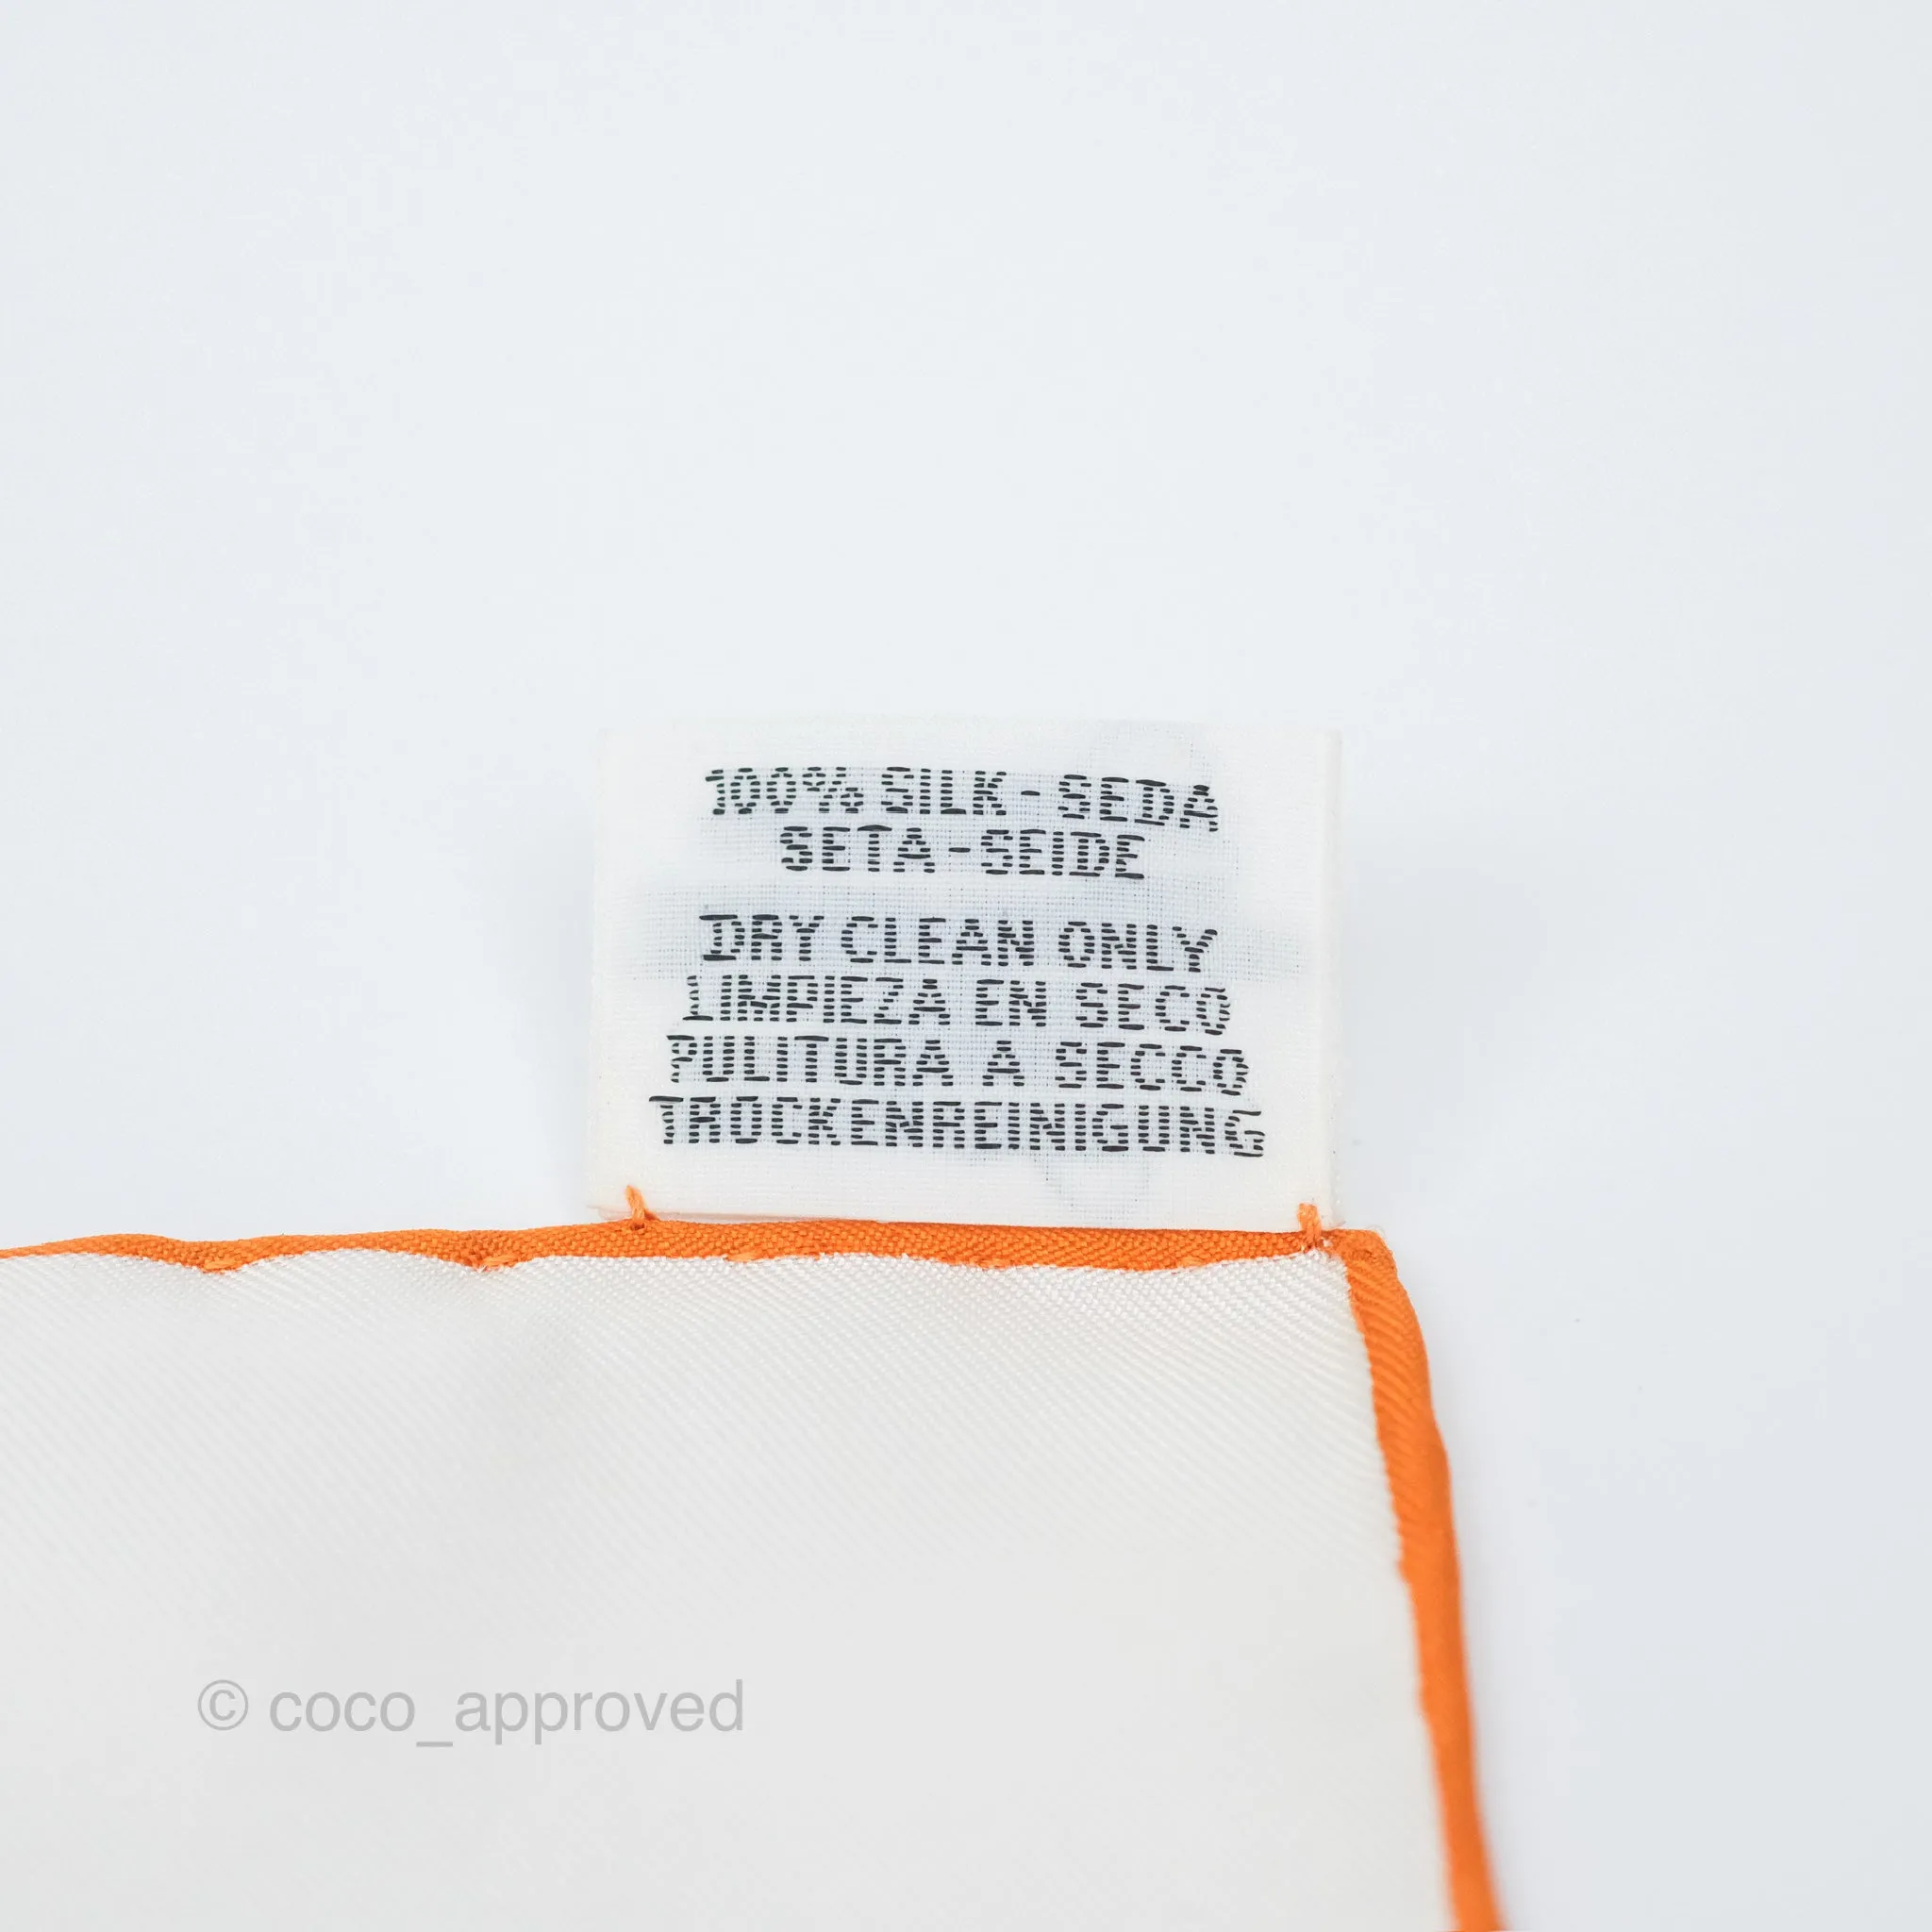 100% SILK - SEDA
SETA - SEIDE
DRY CLEAN ONLY
LIMPIEZA EN SECO
PULITURA A SECCO
TROCKENREINIGUNG
© coco_approved